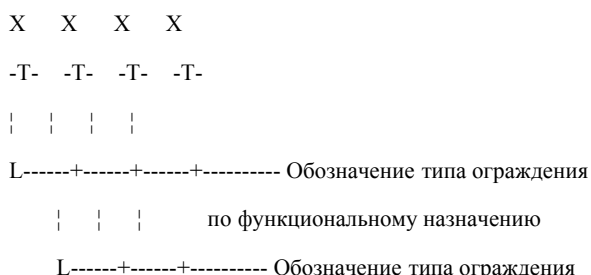 X X X X
-T- -T- -T- -T-
¦ ¦ ¦ ¦
L------+------+------+---------- Обозначение типа ограждения
¦ ¦ ¦ по функциональному назначению
L------+------+---------- Обозначение типа ограждения